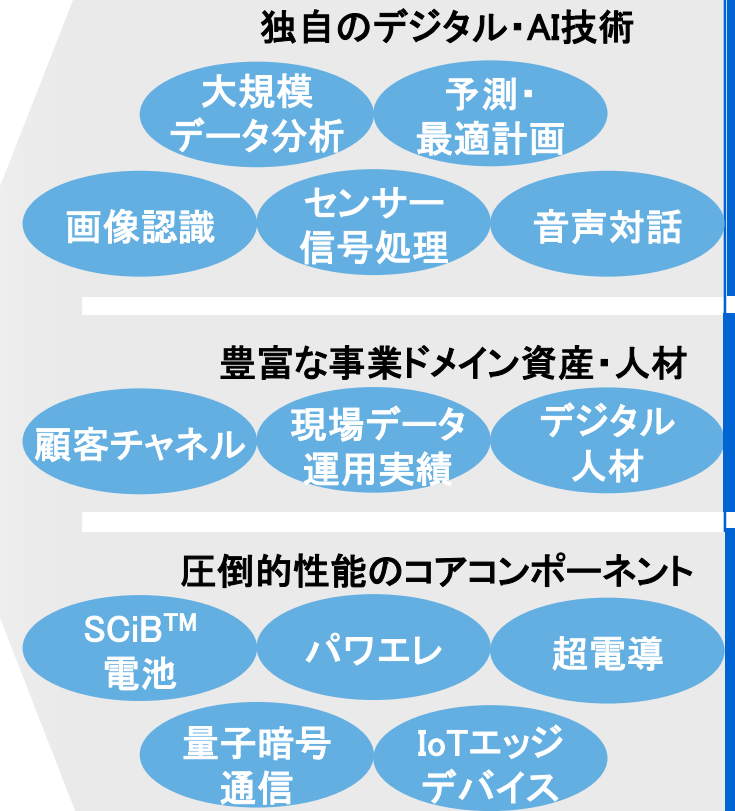 独自のデジタル・AI技術
大規模
データ分析
予測・
最適計画
画像認識
センサー
信号処理
音声対話
豊富な事業ドメイン資産・人材
顧客チャネル
現場データ
運用実績
デジタル
人材
圧倒的性能のコアコンポーネント
SCiB™
電池
パワエレ
超電導
量子暗号
通信
IoTエッジ
デバイス